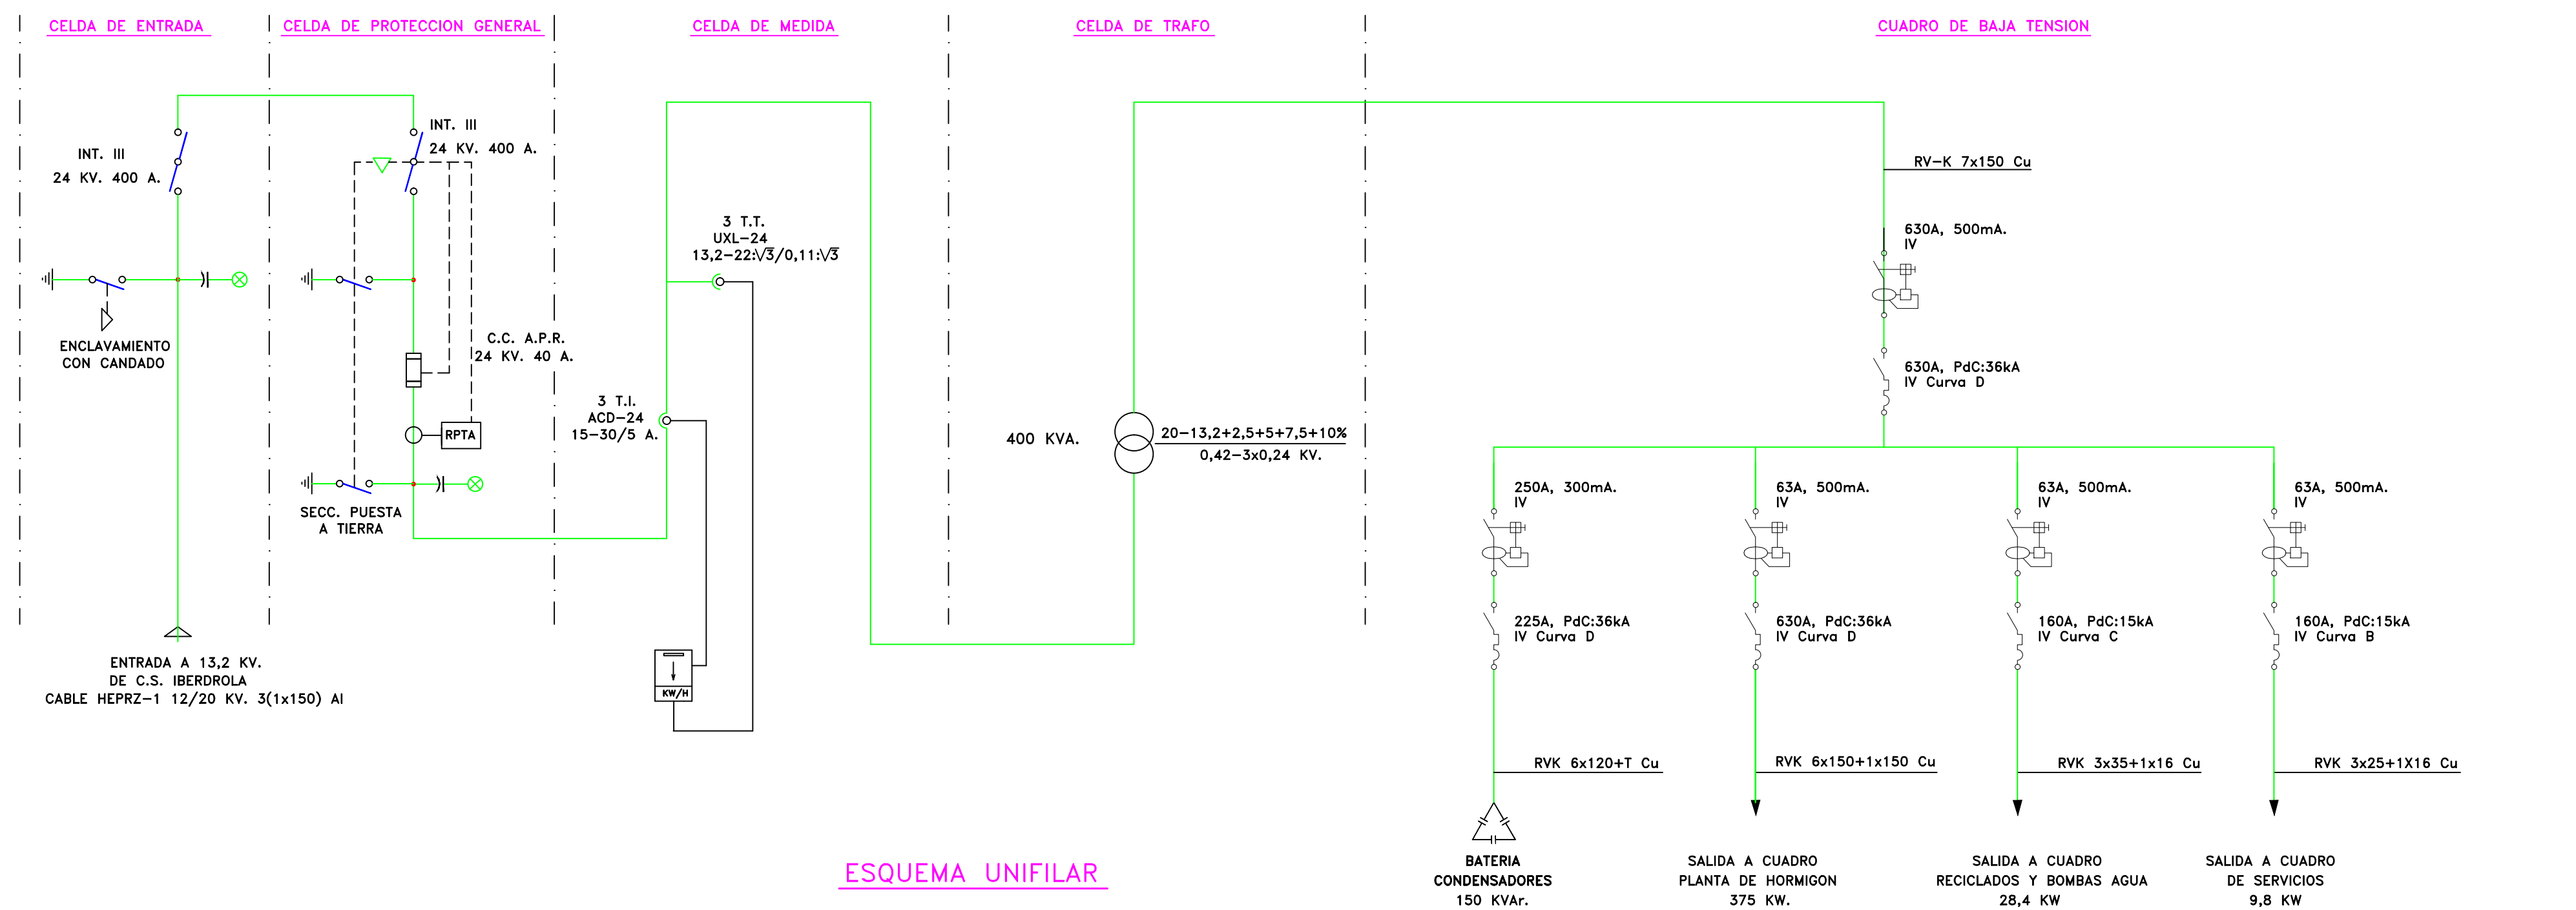 CELDA DE ENTRADA
INT. III
24 KV. 400 A.
ENCLAVAMIENTO
CON CANDADO
ENTRADA A 13,2 KV.
DE C.S. IBERDROLA
CABLE HEPRZ-1 12/20 KV. 3(1x150) Al
CELDA DE PROTECCION GENERAL
INT. III
24 KV. 400 A.
C.C. A.P.R.
24 KV. 40 A.
RPTA
SECC. PUESTA
A TIERRA
CELDA DE MEDIDA
3 T.T.
UXL-24
13,2-22:√3/0,11:√3
3 T.I.
ACD-24
15-30/5 A.
KW/H
CELDA DE TRAFO
400 KVA.
20-13,2+2,5+5+7,5+10%
0,42-3x0,24 KV.
CUADRO DE BAJA TENSION
RV-K 7x150 Cu
630A, 500mA.
IV
630A, PdC:36kA
IV Curva D
250A, 300mA.
IV
225A, PdC:36kA
IV Curva D
RVK 6x120+T Cu
BATERIA
CONDENSADORES
150 KVAr.
63A, 500mA.
IV
630A, PdC:36kA
IV Curva D
RVK 6x150+1x150 Cu
SALIDA A CUADRO
PLANTA DE HORMIGON
375 KW.
63A, 500mA.
IV
160A, PdC:15kA
IV Curva C
RVK 3x35+1x16 Cu
SALIDA A CUADRO
RECICLADOS Y BOMBAS AGUA
28,4 KW
63A, 500mA.
IV
160A, PdC:15kA
IV Curva B
RVK 3x25+1X16 Cu
SALIDA A CUADRO
DE SERVICIOS
9,8 KW
ESQUEMA UNIFILAR